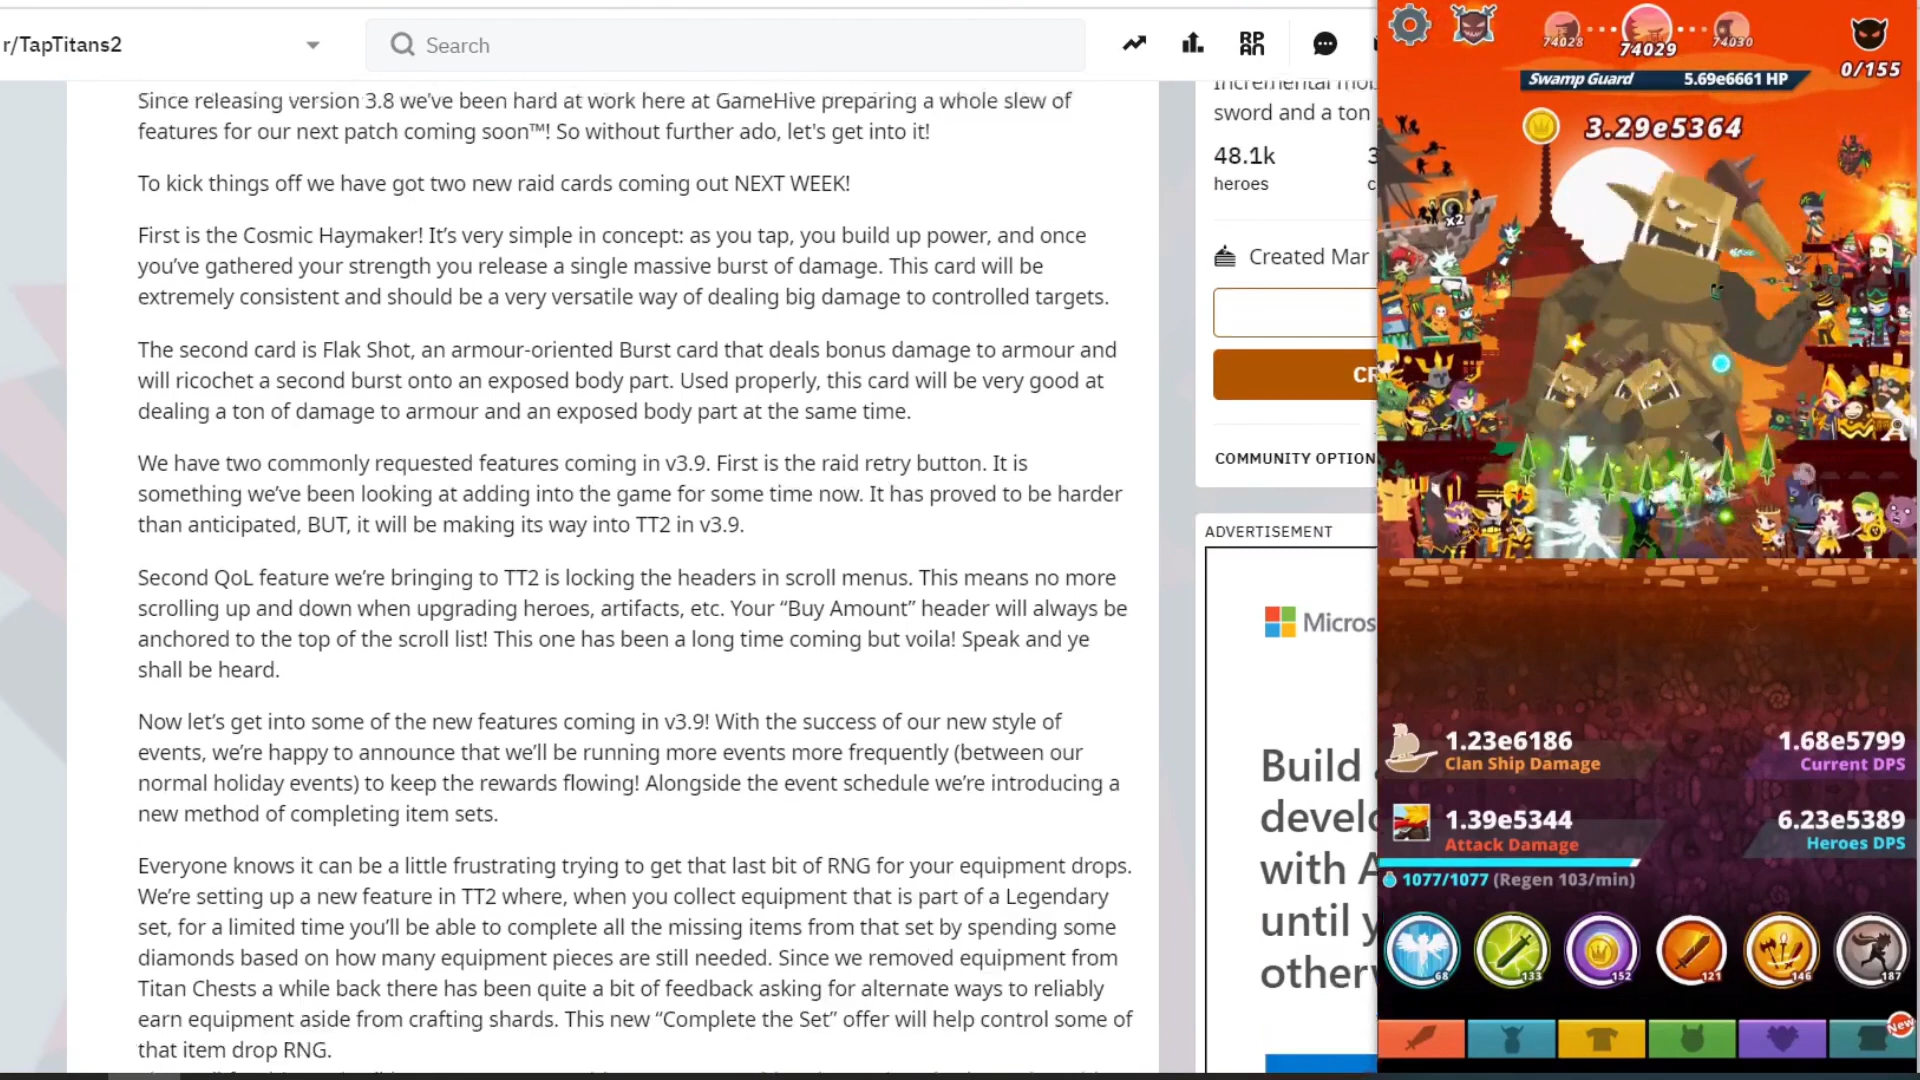 r/TapTitans2
Search
Since releasing version 3.8 we've been hard at work here at GameHive preparing a whole slew of
features for our next patch coming soon™! So without further ado, let's get into it!
To kick things off we have got two new raid cards coming out NEXT WEEK!
First is the Cosmic Haymaker! It’s very simple in concept: as you tap, you build up power, and once
you’ve gathered your strength you release a single massive burst of damage. This card will be
extremely consistent and should be a very versatile way of dealing big damage to controlled targets.
The second card is Flak Shot, an armour-oriented Burst card that deals bonus damage to armour and
will ricochet a second burst onto an exposed body part. Used properly, this card will be very good at
dealing a ton of damage to armour and an exposed body part at the same time.
We have two commonly requested features coming in v3.9. First is the raid retry button. It is
something we’ve been looking at adding into the game for some time now. It has proved to be harder
than anticipated, BUT, it will be making its way into TT2 in v3.9.
Second QoL feature we’re bringing to TT2 is locking the headers in scroll menus. This means no more
scrolling up and down when upgrading heroes, artifacts, etc. Your “Buy Amount” header will always be
anchored to the top of the scroll list! This one has been a long time coming but voila! Speak and ye
shall be heard.
Now let’s get into some of the new features coming in v3.9! With the success of our new style of
events, we’re happy to announce that we’ll be running more events more frequently (between our
normal holiday events) to keep the rewards flowing! Alongside the event schedule we’re introducing a
new method of completing item sets.
Everyone knows it can be a little frustrating trying to get that last bit of RNG for your equipment drops.
We’re setting up a new feature in TT2 where, when you collect equipment that is part of a Legendary
set, for a limited time you’ll be able to complete all the missing items from that set by spending some
diamonds based on how many equipment pieces are still needed. Since we removed equipment from
Titan Chests a while back there has been quite a bit of feedback asking for alternate ways to reliably
earn equipment aside from crafting shards. This new “Complete the Set” offer will help control some of
that item drop RNG.
RPAN
sword and a ton
48.1k
heroes
Created Mar
COMMUNITY OPTION
ADVERTISEMENT
Micros
Build
develo
with A
until y
other
74028
74029
74030
0/155
Swamp Guard 5.69e6661 HP
3.29e5364
x2
1.23e6186
Clan Ship Damage
1.68e5799
Current DPS
1.39e5344
Attack Damage
6.23e5389
Heroes DPS
1077/1077 (Regen 103/min)
68
133
152
121
146
187
New